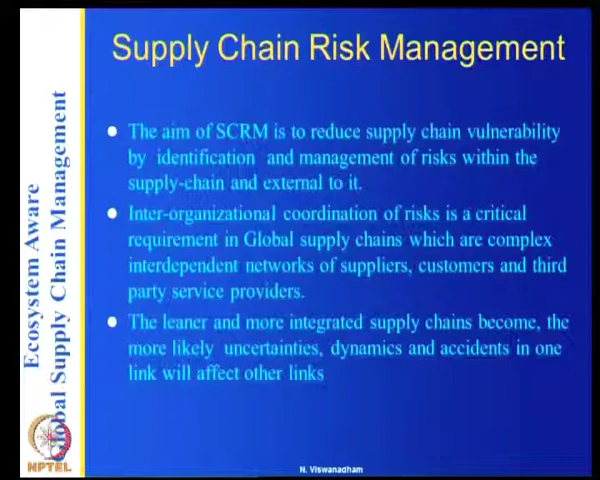 Supply Chain Risk Management
The aim of SCRM is to reduce supply chain vulnerability
by identification and management of risks within the
supply-chain and external to it.
Inter-organizational coordination of risks is a critical
requirement in Global supply chains which are complex
interdependent networks of suppliers, customers and third
party service providers.
The leaner and more integrated supply chains become, the
more likely uncertainties, dynamics and accidents in one
link will affect other links
Ecosystem Aware
Global Supply Chain Management
NPTEL
N. Viswanadham